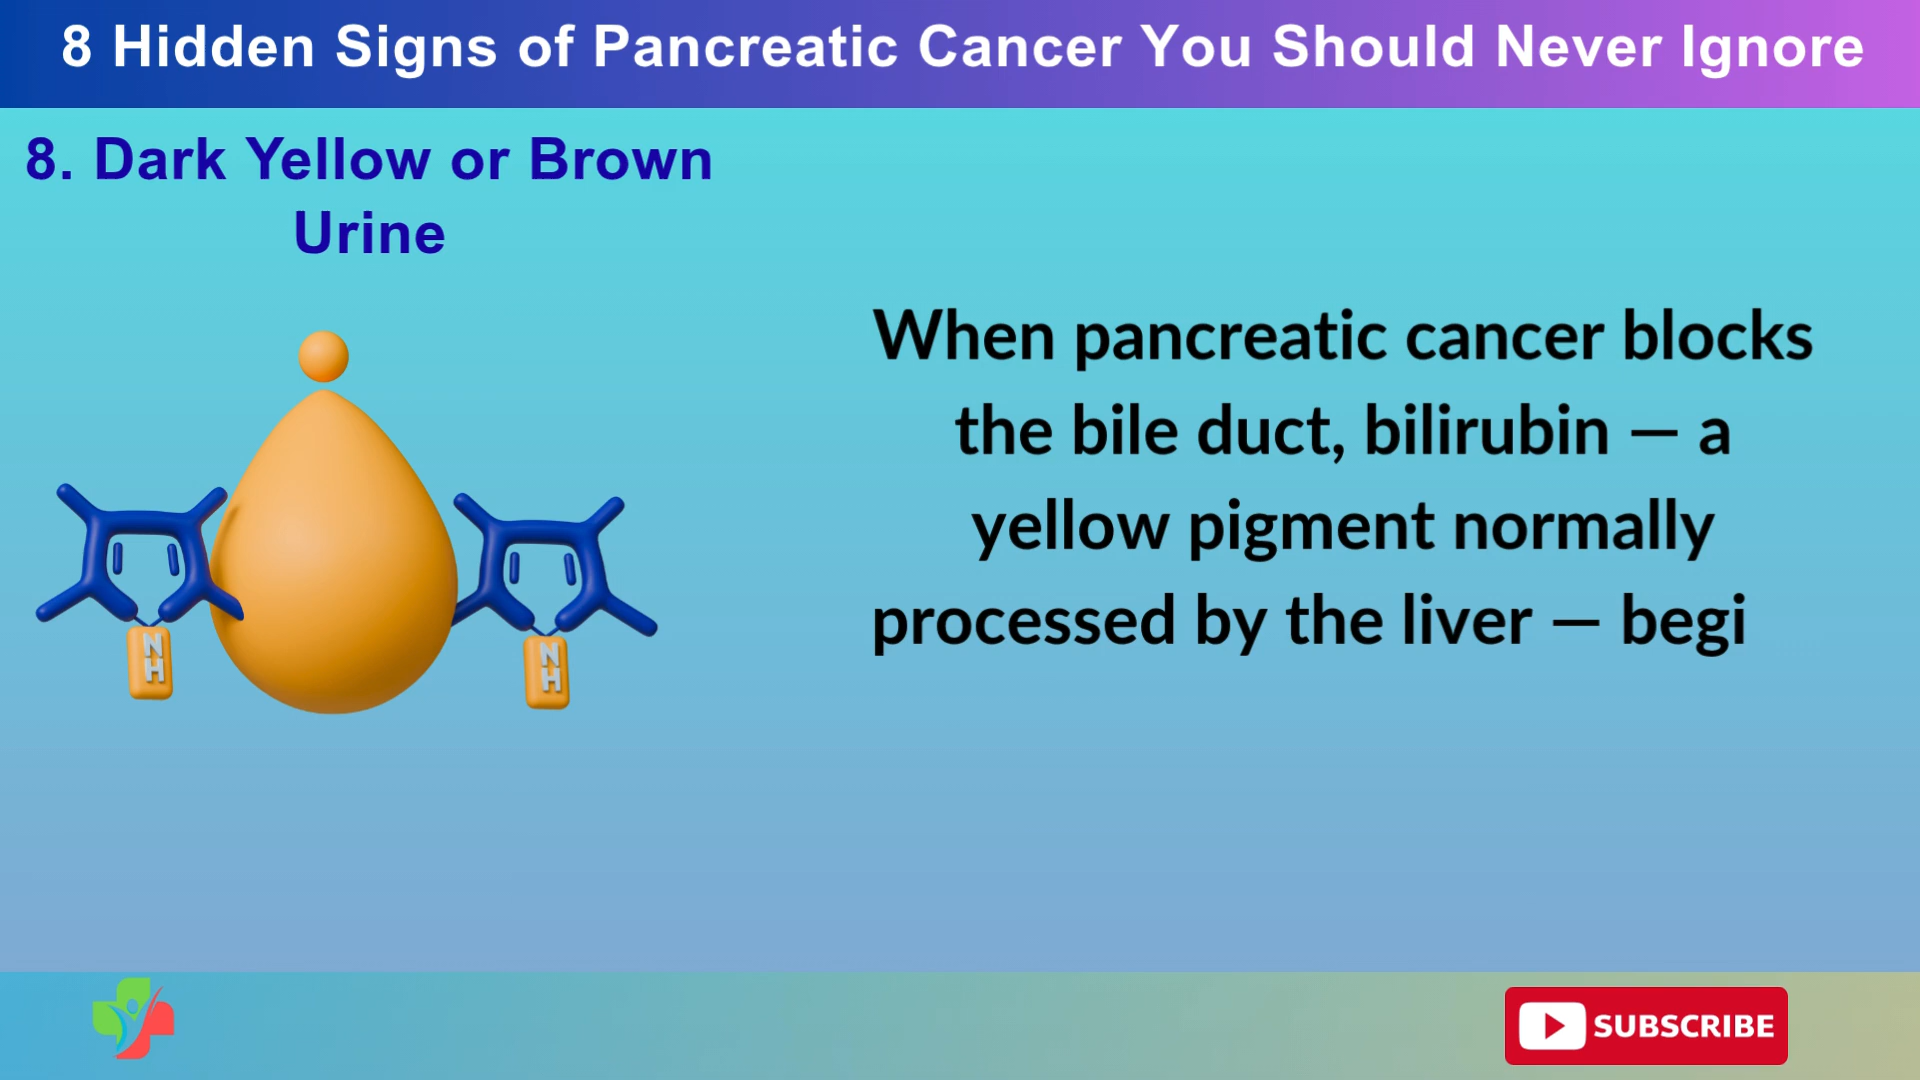 8 Hidden Signs of Pancreatic Cancer You Should Never Ignore
8. Dark Yellow or Brown
Urine
When pancreatic cancer blocks
the bile duct, bilirubin — a
yellow pigment normally
processed by the liver — begi
N
H
N
H
SUBSCRIBE